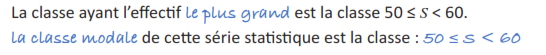 La classe ayant l'effectif le plus grand est la classe 50 ≤ S < 60.
La classe modale de cette série statistique est la classe : 50 ≤ S < 60